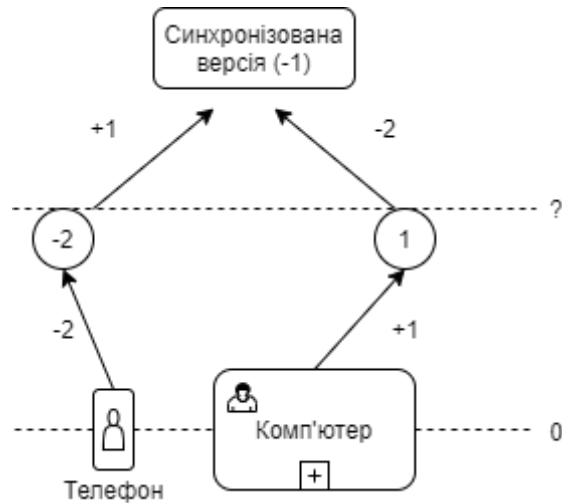 Синхронізована
версія (-1)
+1
-2
?
-2
1
-2
+1
Комп'ютер
0
+
Телефон